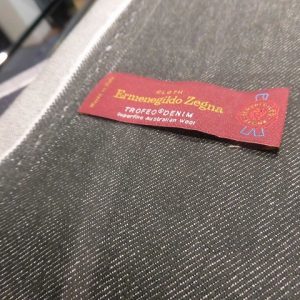 CLOTH
Ermenegildo Zegna
TROFEO®DENIM
Superfine Australian Wool